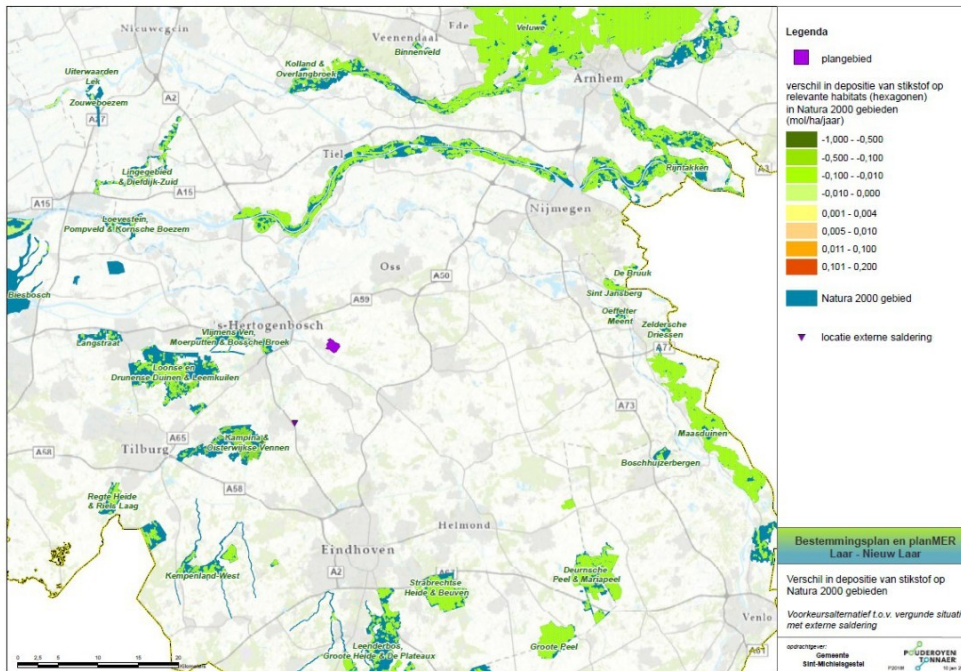 Nieuwegein
Veenendaal
Ede
Veluwe
Binnenveld
Kolland &
Overlangbroek
Arnhem
Uiterwaarden
Lek
Zouweboezem
A2
A27
Tiel
Lingegebied
& Diefdijk-Zuid
A15
A15
Rijntakken
Nijmegen
Loevestein,
Pompveld & Kornsche Boezem
De Bruuk
Sint Jansberg
Oeffelter
Meent
Zeldersche
Driessen
Oss
A50
A59
Biesbosch
's-Hertogenbosch
Langstraat
Vlijmens Ven,
Moerputten & Bossche Broek
A77
Loonse en
Drunense Duinen & Leemkuilen
A73
Maasduinen
A65
Tilburg
Kampina &
Oisterwijkse Vennen
A58
Boschhuizerbergen
A58
Regte Heide
& Riels Laag
Helmond
Eindhoven
Kempenland-West
A2
Strabrechtse
Heide & Beuven
Deurnsche
Peel & Mariapeel
Leenderbos,
Groote Heide & De Plateaux
Groote Peel
Venlo
0 2,5 5 10 15 20
Kilometers
Legenda
plangebied
verschil in depositie van stikstof op
relevante habitats (hexagonen)
in Natura 2000 gebieden
(mol/ha/jaar)
-1,000 - -0,500
-0,500 - -0,100
-0,100 - -0,010
-0,010 - 0,000
0,001 - 0,004
0,005 - 0,010
0,011 - 0,100
0,101 - 0,200
Natura 2000 gebied
locatie externe saldering
Bestemmingsplan en planMER
Laar - Nieuw Laar
Verschil in depositie van stikstof op
Natura 2000 gebieden
Voorkeursalternatief t.o.v. vergunde situati
met externe saldering
opdrachtgever:
Gemeente
Sint-Michielsgestel
POUDEROYEN
TONNAER